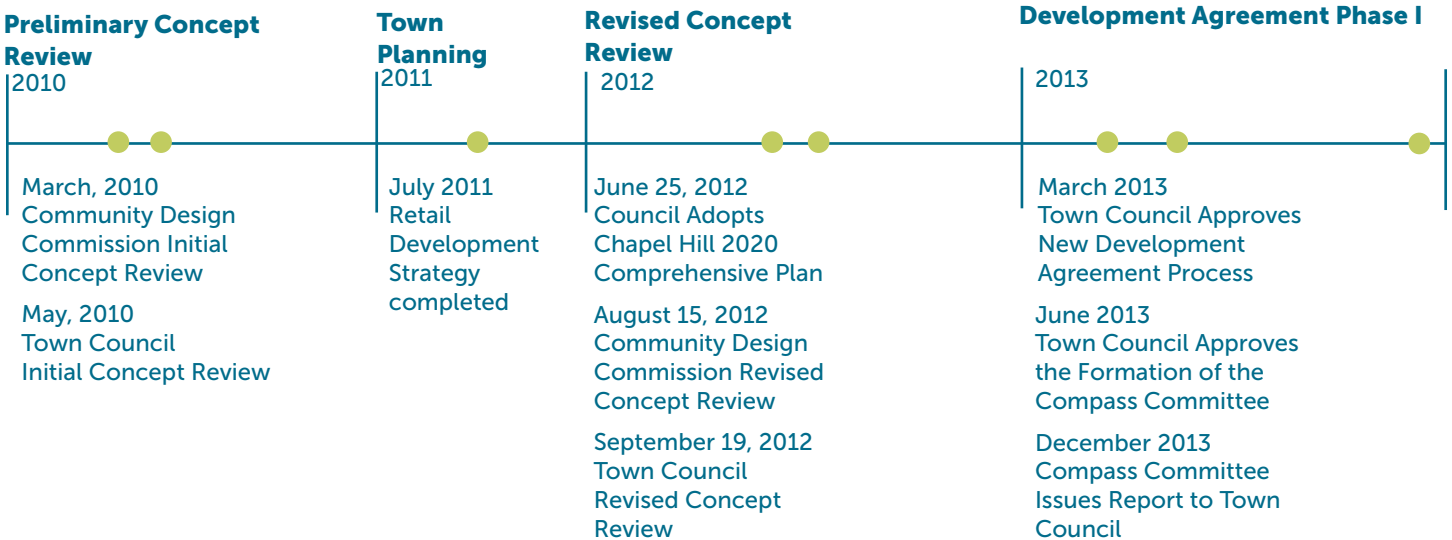 Preliminary Concept
Review
2010
March, 2010
Community Design
Commission Initial
Concept Review
May, 2010
Town Council
Initial Concept Review
Town
Planning
2011
July 2011
Retail
Development
Strategy
completed
Revised Concept
Review
2012
June 25, 2012
Council Adopts
Chapel Hill 2020
Comprehensive Plan
August 15, 2012
Community Design
Commission Revised
Concept Review
September 19, 2012
Town Council
Revised Concept
Review
Development Agreement Phase I
2013
March 2013
Town Council Approves
New Development
Agreement Process
June 2013
Town Council Approves
the Formation of the
Compass Committee
December 2013
Compass Committee
Issues Report to Town
Council